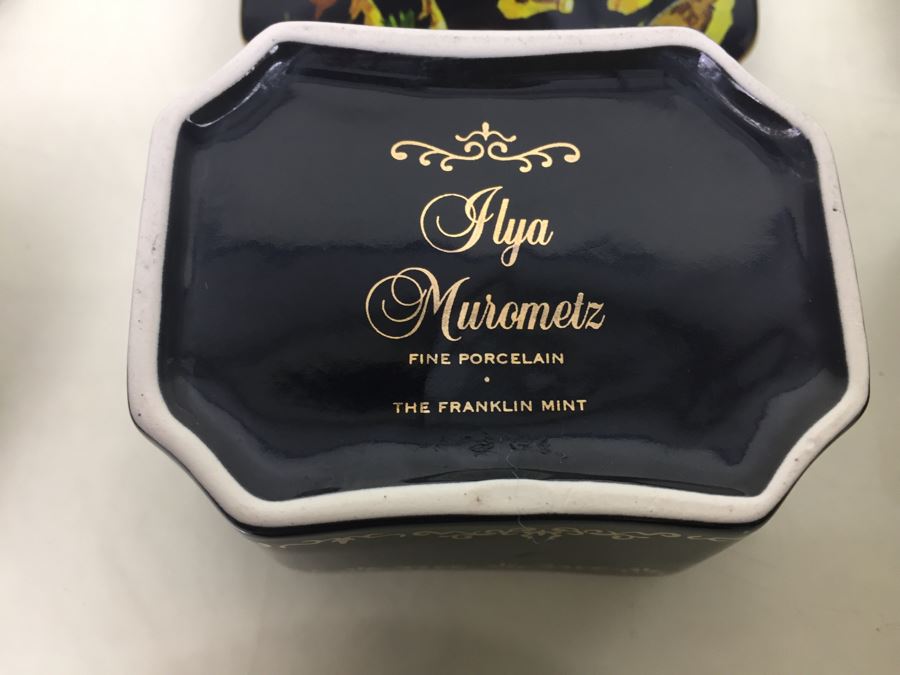 Ilya
Murometz
FINE PORCELAIN
•
THE FRANKLIN MINT